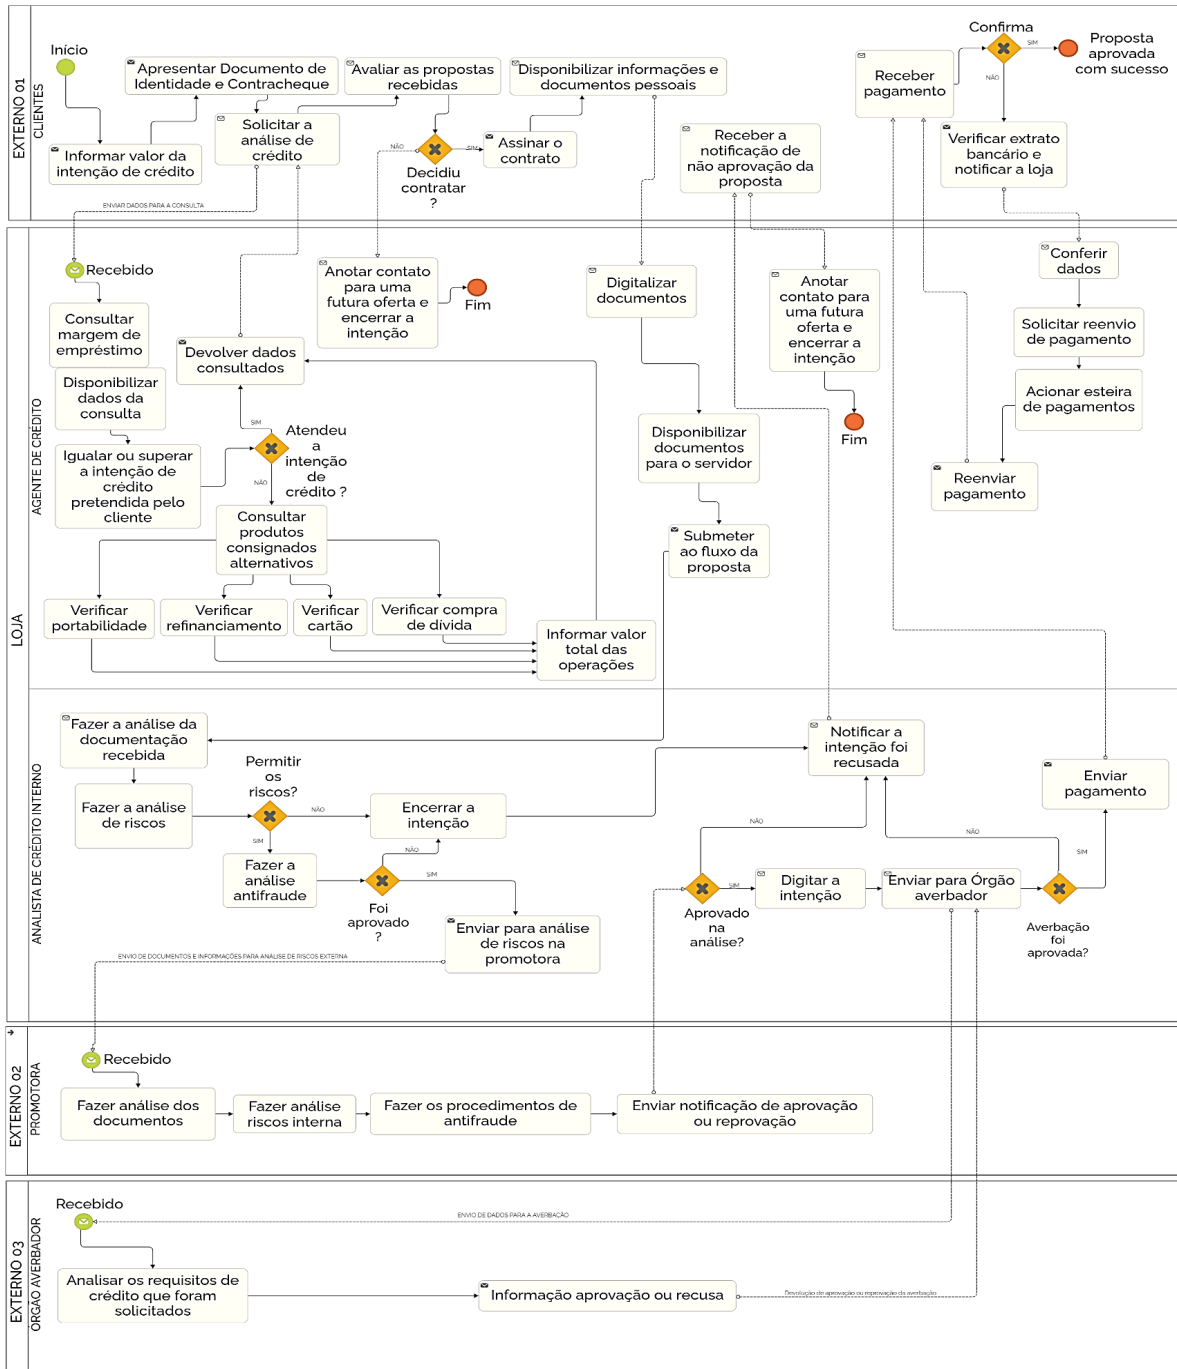 EXTERNO 01
CLIENTES
Início
Informar valor da
intenção de crédito
Apresentar Documento de
Identidade e Contracheque
Solicitar a
análise de
crédito
ENVIAR DADOS PARA A CONSULTA
Avaliar as propostas
recebidas
NÃO
SIM
Decidiu
contratar
?
Assinar o
contrato
Disponibilizar informações e
documentos pessoais
Receber a
notificação de
não aprovação da
proposta
Receber
pagamento
Confirma
SIM
NÃO
Proposta
aprovada
com sucesso
Verificar extrato
bancário e
notificar a loja
LOJA
AGENTE DE CRÉDITO
Recebido
Consultar
margem de
empréstimo
Disponibilizar
dados da
consulta
Igualar ou superar
a intenção de
crédito
pretendida pelo
cliente
Devolver dados
consultados
SIM
Atendeu
a
intenção
de
crédito ?
NÃO
Consultar
produtos
consignados
alternativos
Verificar
portabilidade
Verificar
refinanciamento
Verificar
cartão
Verificar compra
de dívida
Informar valor
total das
operações
Anotar contato
para uma
futura oferta e
encerrar a
intenção
Fim
Digitalizar
documentos
Disponibilizar
documentos
para o servidor
Submeter
ao fluxo da
proposta
Anotar
contato para
uma futura
oferta e
encerrar a
intenção
Fim
Conferir
dados
Solicitar reenvio
de pagamento
Acionar esteira
de pagamentos
Reenviar
pagamento
ANALISTA DE CRÉDITO INTERNO
Fazer a análise da
documentação
recebida
Fazer a análise
de riscos
Permitir
os
riscos?
NÃO
SIM
Encerrar a
intenção
Fazer a
análise
antifraude
NÃO
SIM
Foi
aprovado
?
Enviar para análise
de riscos na
promotora
ENVIO DE DOCUMENTOS E INFORMAÇÕES PARA ANÁLISE DE RISCOS EXTERNA
Notificar a
intenção foi
recusada
NÃO
SIM
Aprovado
na
análise?
Digitar a
intenção
Enviar para Órgão
averbador
NÃO
SIM
Averbação
foi
aprovada?
Enviar
pagamento
EXTERNO 02
PROMOTORA
Recebido
Fazer análise dos
documentos
Fazer análise
riscos interna
Fazer os procedimentos de
antifraude
Enviar notificação de aprovação
ou reprovação
EXTERNO 03
ORGÃO AVERBADOR
Recebido
ENVIO DE DADOS PARA A AVERBAÇÃO
Analisar os requisitos de
crédito que foram
solicitados
Informação aprovação ou recusa
Devolução de aprovação ou reprovação da averbação